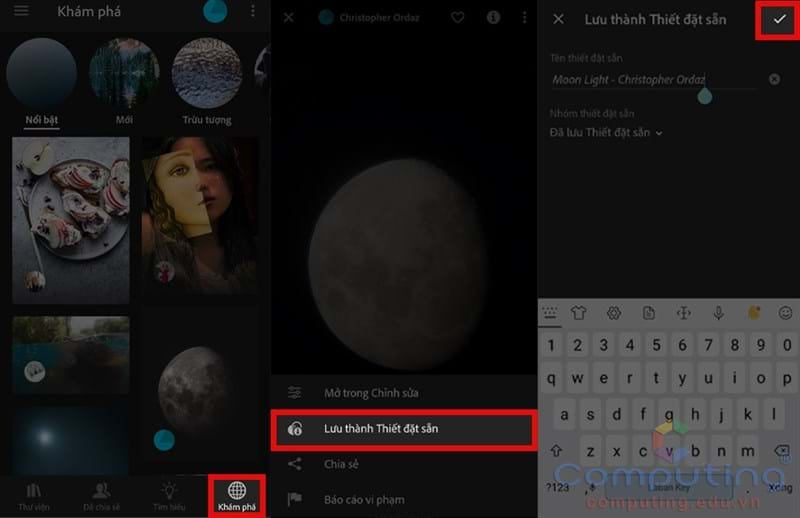 Khám phá
Nổi bật
Mới
Trừu tượng
Thư viện
Đã chia sẻ
Tìm hiểu
Khám phá
Christopher Ordaz
Mở trong Chỉnh sửa
Lưu thành Thiết đặt sẵn
Chia sẻ
Báo cáo vi phạm
Lưu thành Thiết đặt sẵn
Tên thiết đặt sẵn
Moon Light - Christopher Ordaz
Nhóm thiết đặt sẵn
Đã lưu Thiết đặt sẵn
1 2 3 4 5 6 7 8 9 0
q w e r t y u i o p
a s d f g h j k l
z x c v b n m
?123 , Laban Key . Xong
Computing ®
computing.edu.vn